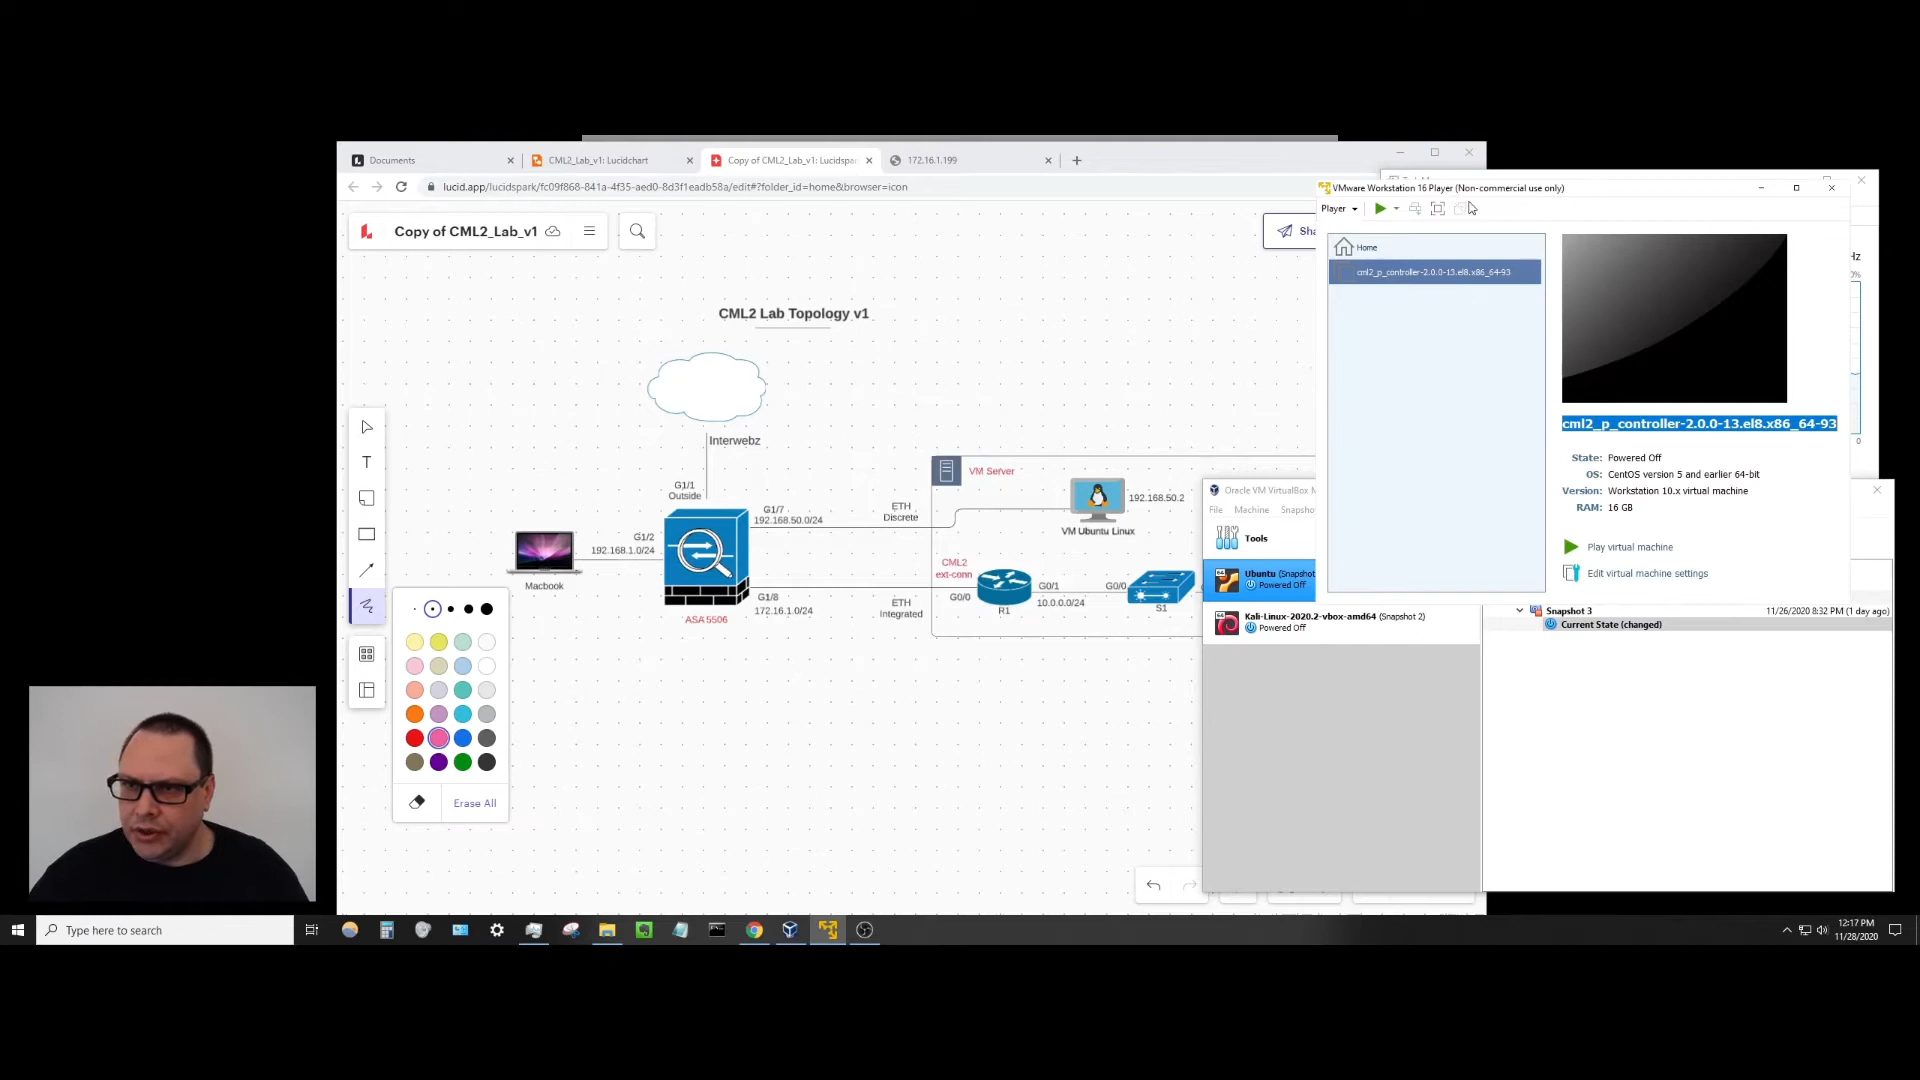 Documents
CML2_Lab_v1: Lucidchart
Copy of CML2_Lab_v1: Lucidspa
172.16.1.199
lucid.app/lucidspark/fc09f868-841a-4f35-aed0-8d3f1eadb58a/edit#?folder_id=home&browser=icon
Copy of CML2_Lab_v1
Sha
CML2 Lab Topology v1
Interwebz
G1/1
Outside
G1/7
192.168.50.0/24
G1/2
192.168.1.0/24
Macbook
G1/8
172.16.1.0/24
ASA 5506
ETH
Discrete
ETH
Integrated
VM Server
192.168.50.2
VM Ubuntu Linux
CML2
ext-conn
G0/0
R1
G0/1
10.0.0.0/24
G0/0
S1
Erase All
VMware Workstation 16 Player (Non-commercial use only)
Player
Home
cml2_p_controller-2.0.0-13.el8.x86_64-93
cml2_p_controller-2.0.0-13.el8.x86_64-93
State: Powered Off
OS: CentOS version 5 and earlier 64-bit
Version: Workstation 10.x virtual machine
RAM: 16 GB
Play virtual machine
Edit virtual machine settings
Hz
0%
0
Oracle VM VirtualBox M
File Machine Snapsho
Tools
Ubuntu (Snapshot
Powered Off
Kali-Linux-2020.2-vbox-amd64 (Snapshot 2)
Powered Off
Snapshot 3
11/26/2020 8:32 PM (1 day ago)
Current State (changed)
Type here to search
12:17 PM
11/28/2020